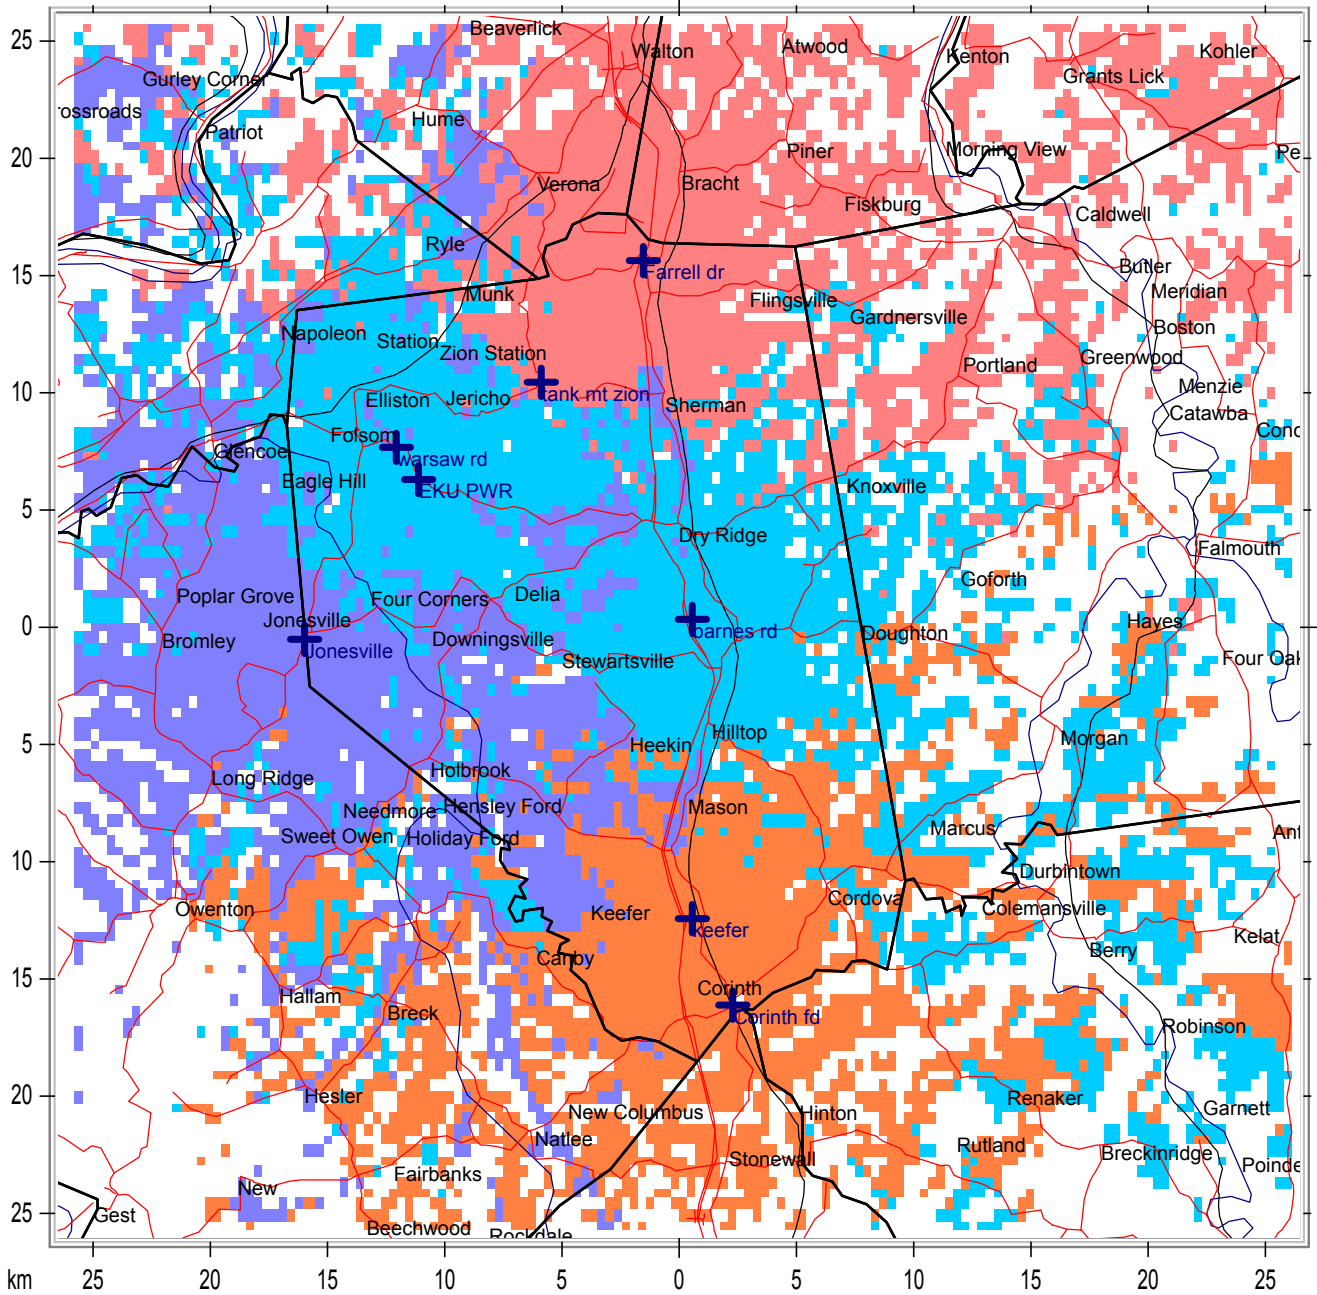 25
Beaverlick
Walton
Atwood
Kenton
Kohler
Grants Lick
Gurley Corner
ossroads
Hume
Patriot
20
Piner
Morning View
Pe
Verona
Bracht
Fiskburg
Caldwell
Ryle
15
Farrell dr
Butler
Munk
Flingsville
Meridian
Gardnersville
Boston
Napoleon
Station
Zion Station
Portland
Greenwood
10
tank mt zion
Menzie
Elliston
Jericho
Sherman
Catawba
Conc
Folsom
Glencoe
warsaw rd
Eagle Hill
EKU PWR
Knoxville
5
Dry Ridge
Falmouth
Goforth
Poplar Grove
Four Corners
Delia
Jonesville
Hayes
0
barnes rd
Doughton
Bromley
Jonesville
Downingsville
Stewartsville
Four Oak
Hilltop
5
Heekin
Morgan
Long Ridge
Holbrook
Needmore
Hensley Ford
Mason
Sweet Owen
Holiday Ford
Marcus
Ant
10
Durbintown
Owenton
Keefer
Cordova
Colemansville
keefer
Kelat
Canby
Berry
15
Corinth
Hallam
Breck
Corinth fd
Robinson
20
Hesler
New Columbus
Hinton
Renaker
Garnett
Natlee
Rutland
Stonewall
Breckinridge
Poinde
Fairbanks
New
25
Gest
Beechwood
Rockdale
km 25 20 15 10 5 0 5 10 15 20 25